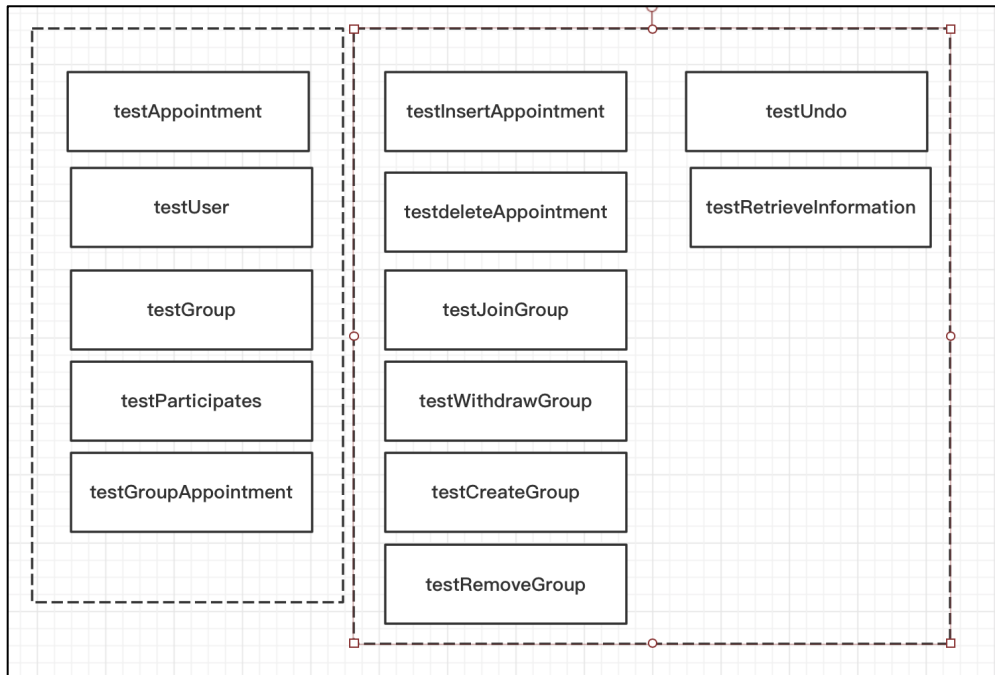 testAppointment
testUser
testGroup
testParticipates
testGroupAppointment
testInsertAppointment
testdeleteAppointment
testJoinGroup
testWithdrawGroup
testCreateGroup
testRemoveGroup
testUndo
testRetrieveInformation